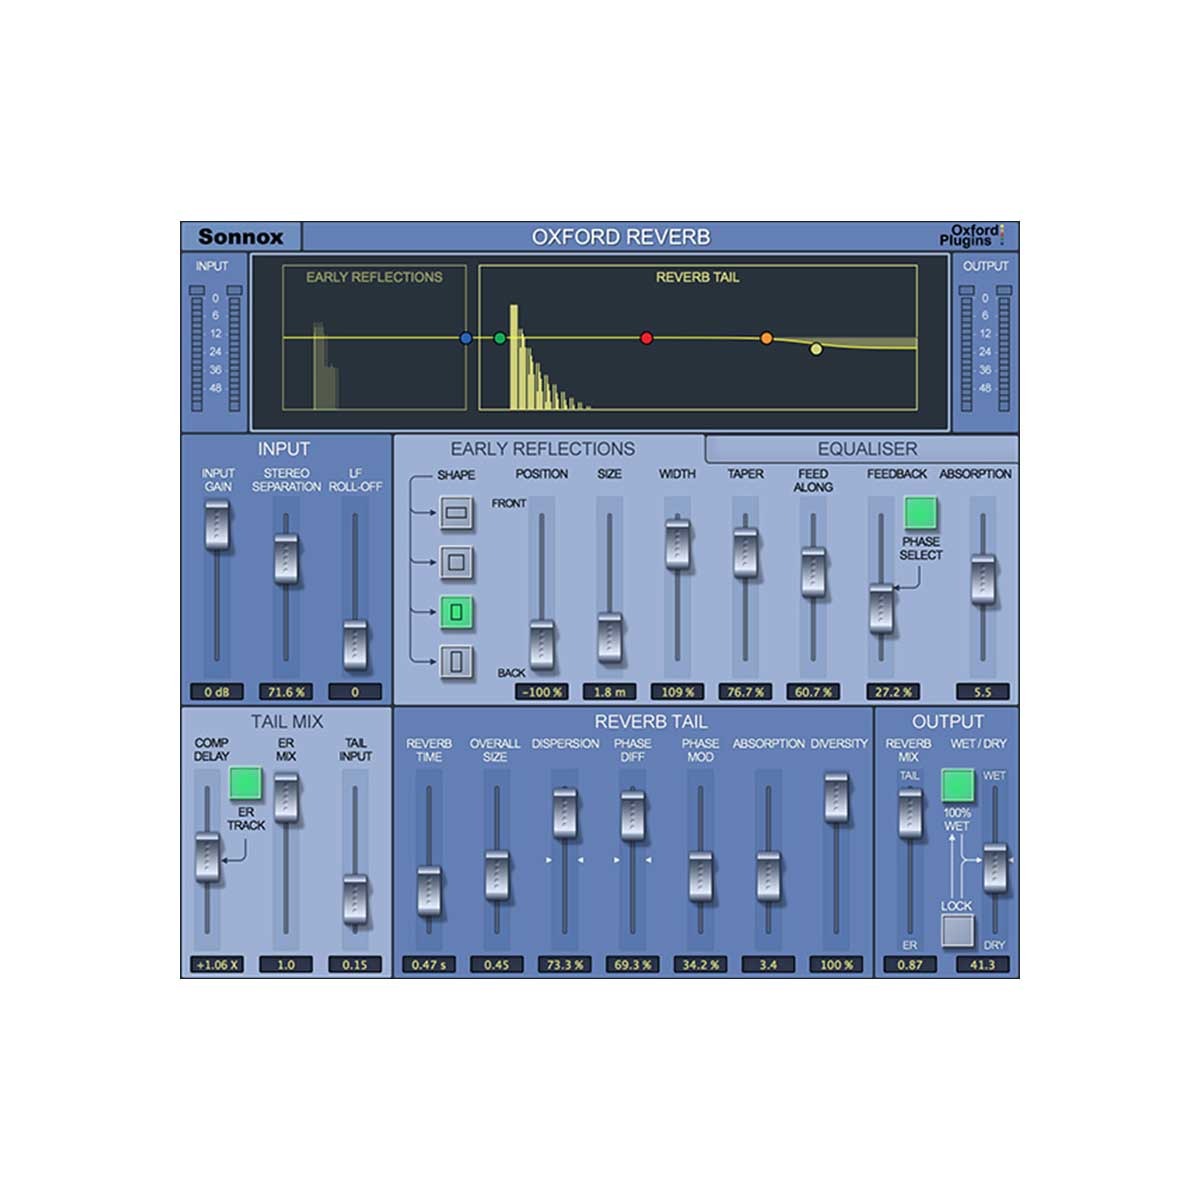 Sonnox
OXFORD REVERB
Oxford
Plugins
INPUT
0
6
12
24
36
48
EARLY REFLECTIONS
REVERB TAIL
OUTPUT
0
6
12
24
36
48
INPUT
INPUT GAIN
STEREO SEPARATION
LF ROLL-OFF
0 dB
71.6 %
0
EARLY REFLECTIONS
EQUALISER
SHAPE
POSITION
SIZE
WIDTH
TAPER
FEED ALONG
FEEDBACK
ABSORPTION
FRONT
BACK
PHASE SELECT
-100 %
1.8 m
109 %
76.7 %
60.7 %
27.2 %
5.5
TAIL MIX
COMP DELAY
ER MIX
TAIL INPUT
ER TRACK
+1.06 X
1.0
0.15
REVERB TAIL
REVERB TIME
OVERALL SIZE
DISPERSION
PHASE DIFF
PHASE MOD
ABSORPTION
DIVERSITY
0.47 s
0.45
73.3 %
69.3 %
34.2 %
3.4
100 %
OUTPUT
REVERB MIX
WET / DRY
TAIL
WET
100% WET
LOCK
ER
DRY
0.87
41.3